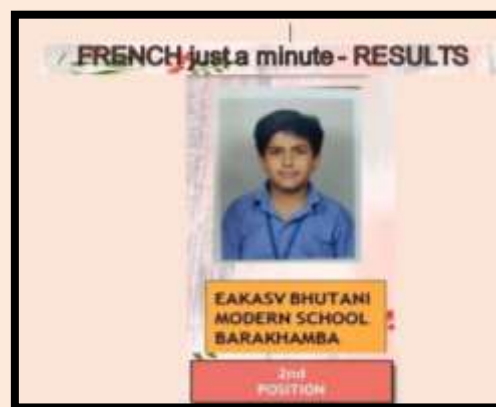 FRENCH just a minute - RESULTS
EAKASV BHUTANI
MODERN SCHOOL
BARAKHAMBA
2nd
POSITION